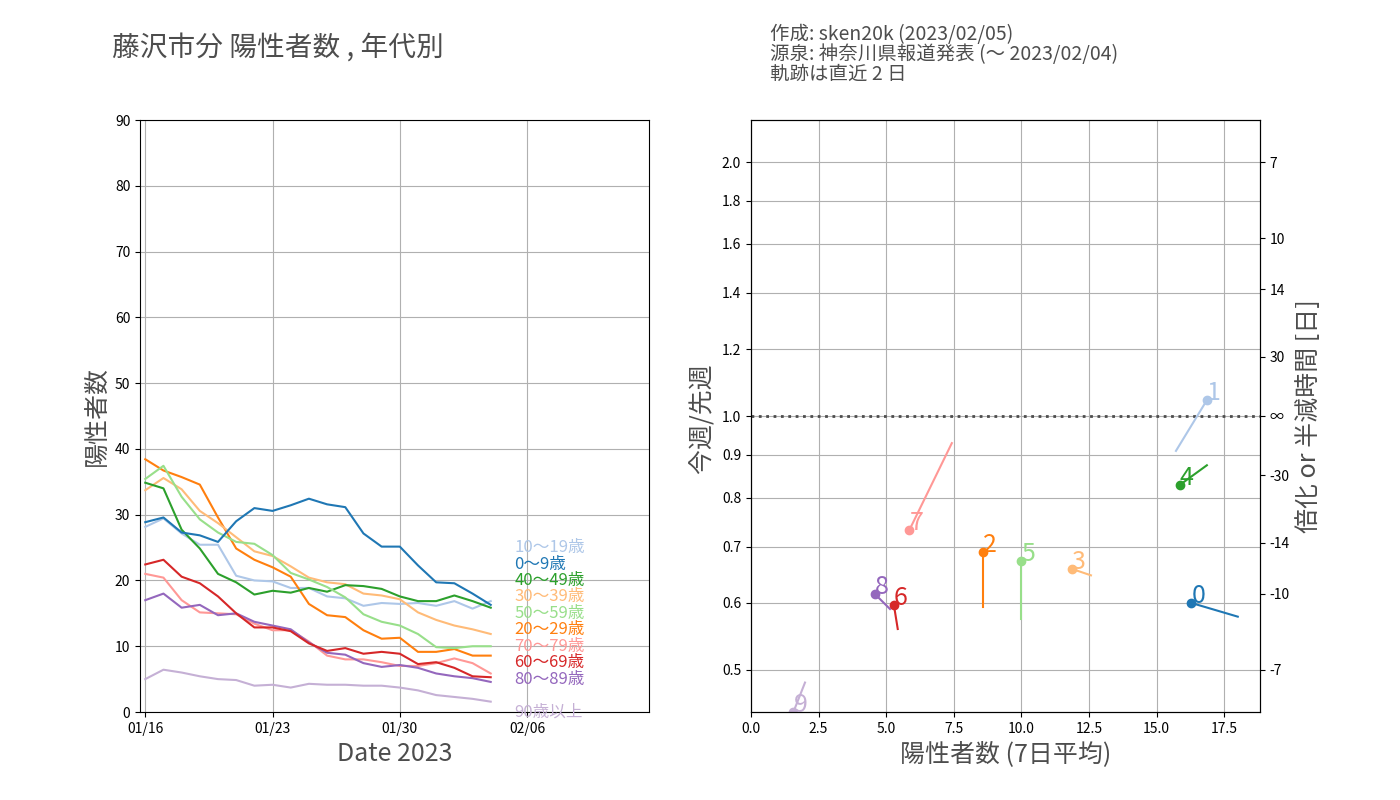 藤沢市分 陽性者数 , 年代別
作成: sken20k (2023/02/05)
源泉: 神奈川県報道発表 (～ 2023/02/04)
軌跡は直近 2 日
90
80
70
60
50
40
30
20
10
0
陽性者数
10～19歳
0～9歳
40～49歳
30～39歳
50～59歳
20～29歳
70～79歳
60～69歳
80～89歳
90歳以上
01/16 01/23 01/30 02/06
Date 2023
今週/先週
2.0
1.8
1.6
1.4
1.2
1.0
0.9
0.8
0.7
0.6
0.5
1
4
7
2
5
3
8
6
0
9
7
10
14
30
∞
-30
-14
-10
-7
倍化 or 半減時間 [日]
0.0 2.5 5.0 7.5 10.0 12.5 15.0 17.5
陽性者数 (7日平均)